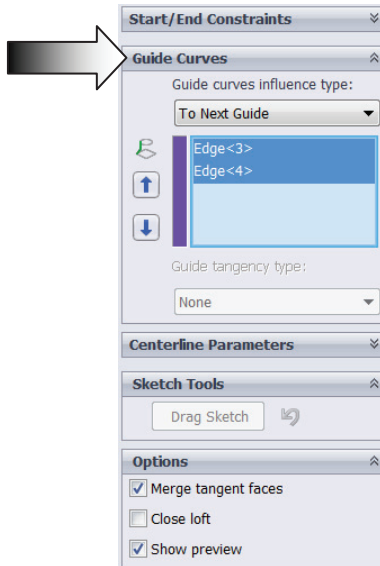 Start/End Constraints
Guide Curves
Guide curves influence type:
To Next Guide
Edge<3>
Edge<4>
Guide tangency type:
None
Centerline Parameters
Sketch Tools
Drag Sketch
Options
Merge tangent faces
Close loft
Show preview